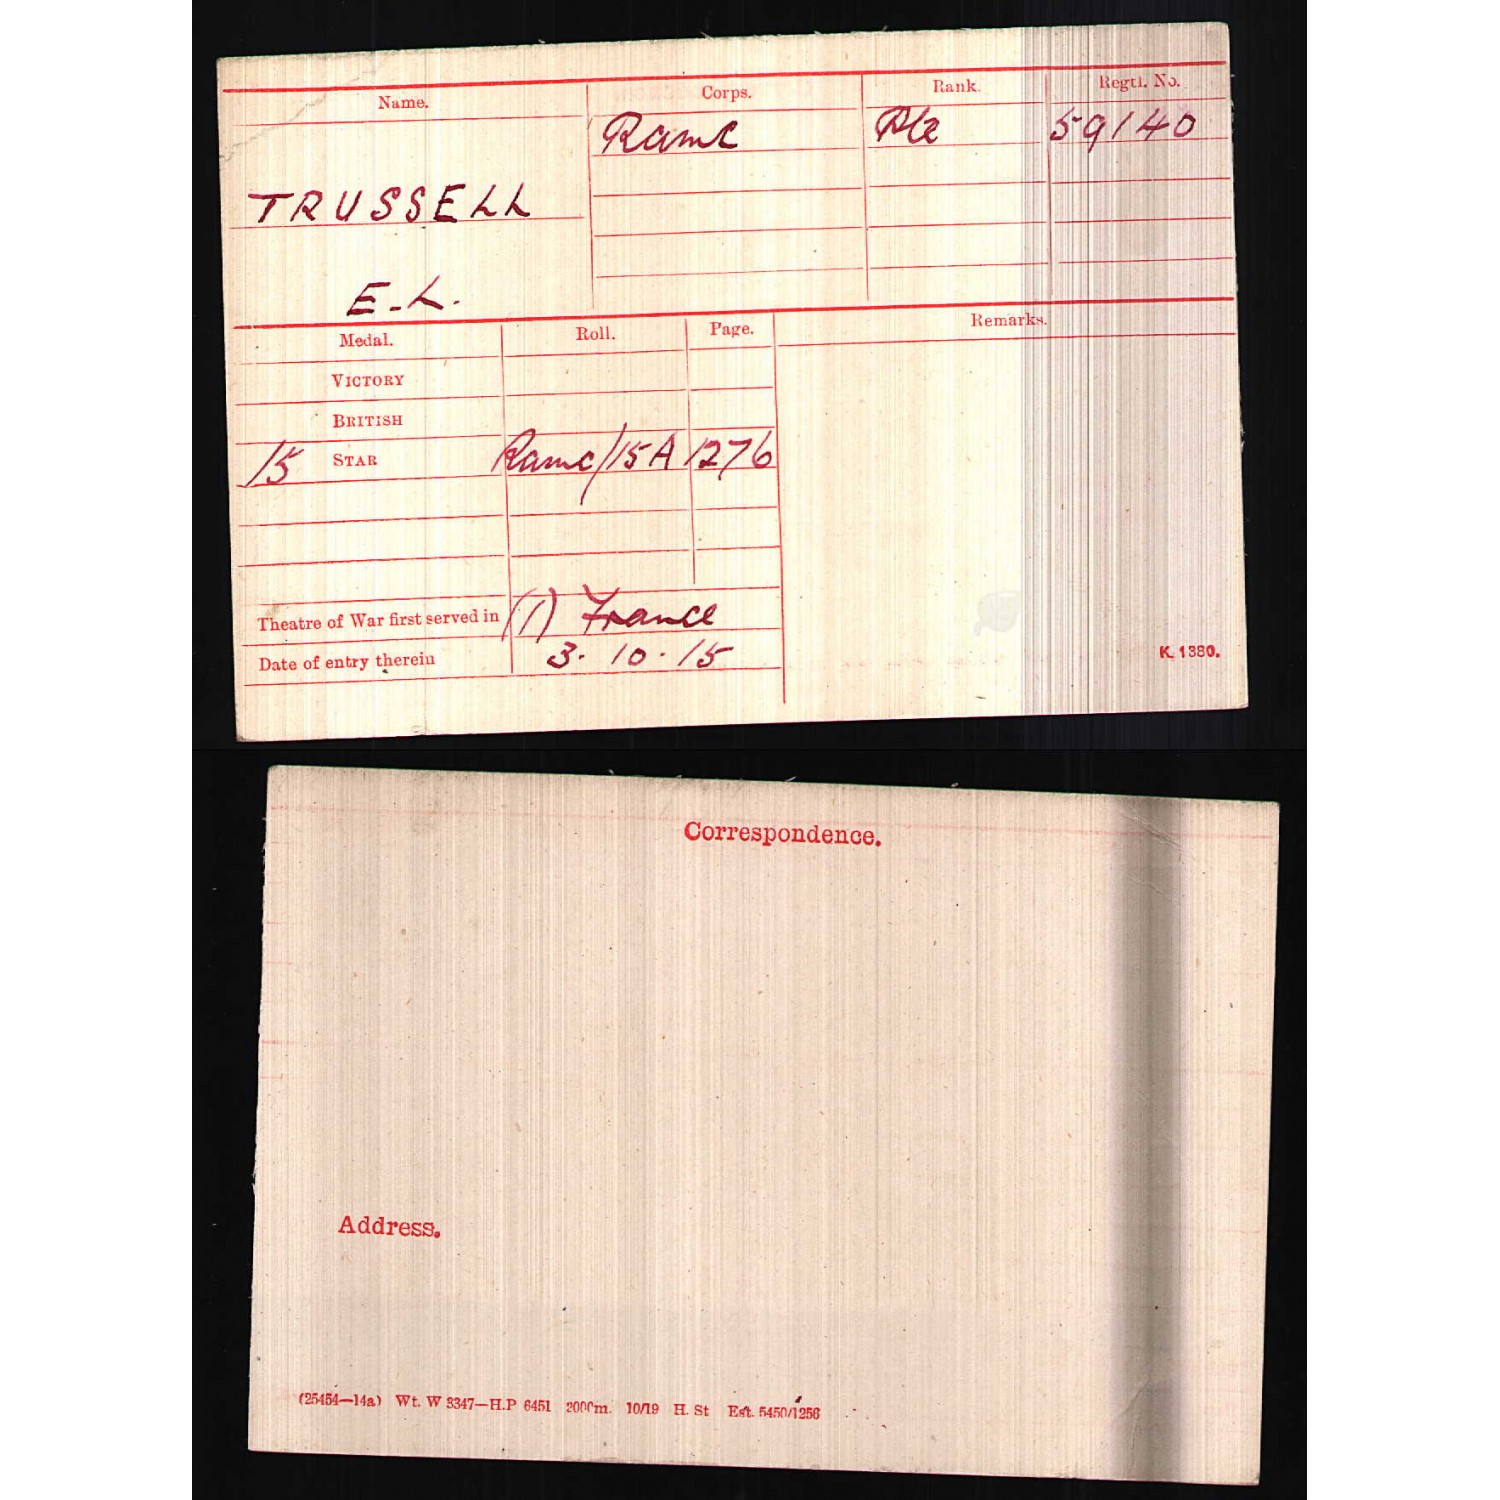 Name. Corps. Rank. Regtl. No.
Ramc Pte 59140
TRUSSELL
E.L.
Medal. Roll. Page. Remarks.
VICTORY
BRITISH
15 STAR Ramc/15A 1276
Theatre of War first served in (1) France
Date of entry therein 3.10.15
K. 1380.
Correspondence.
Address.
(25454—14a) Wt. W 3347—H.P 6451 2000m. 10/19 H. St Est. 5450/1256